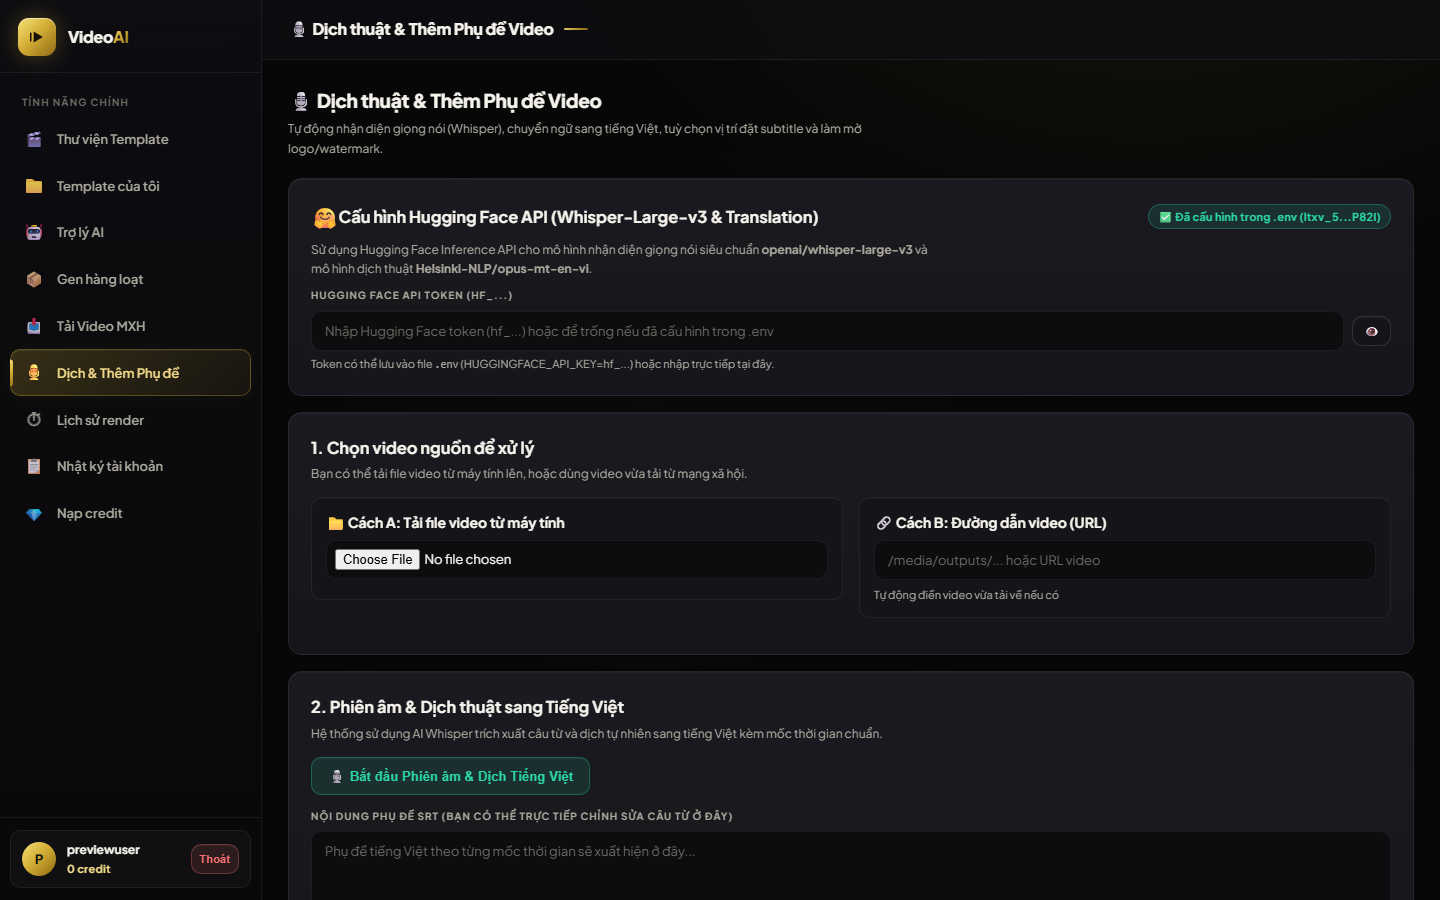 VideoAI
TÍNH NĂNG CHÍNH
Thư viện Template
Template của tôi
Trợ lý AI
Gen hàng loạt
Tải Video MXH
Dịch & Thêm Phụ đề
Lịch sử render
Nhật ký tài khoản
Nạp credit
P
previewuser
0 credit
Thoát
Dịch thuật & Thêm Phụ đề Video
Dịch thuật & Thêm Phụ đề Video
Tự động nhận diện giọng nói (Whisper), chuyển ngữ sang tiếng Việt, tuỳ chọn vị trí đặt subtitle và làm mờ
logo/watermark.
Cấu hình Hugging Face API (Whisper-Large-v3 & Translation)
Đã cấu hình trong .env (ltxv_5...P82I)
Sử dụng Hugging Face Inference API cho mô hình nhận diện giọng nói siêu chuẩn openai/whisper-large-v3 và
mô hình dịch thuật Helsinki-NLP/opus-mt-en-vi.
HUGGING FACE API TOKEN (HF_...)
Nhập Hugging Face token (hf_...) hoặc để trống nếu đã cấu hình trong .env
Token có thể lưu vào file .env (HUGGINGFACE_API_KEY=hf_...) hoặc nhập trực tiếp tại đây.
1. Chọn video nguồn để xử lý
Bạn có thể tải file video từ máy tính lên, hoặc dùng video vừa tải từ mạng xã hội.
Cách A: Tải file video từ máy tính
Choose File No file chosen
Cách B: Đường dẫn video (URL)
/media/outputs/... hoặc URL video
Tự động điền video vừa tải về nếu có
2. Phiên âm & Dịch thuật sang Tiếng Việt
Hệ thống sử dụng AI Whisper trích xuất câu từ và dịch tự nhiên sang tiếng Việt kèm mốc thời gian chuẩn.
Bắt đầu Phiên âm & Dịch Tiếng Việt
NỘI DUNG PHỤ ĐỀ SRT (BẠN CÓ THỂ TRỰC TIẾP CHỈNH SỬA CÂU TỪ Ở ĐÂY)
Phụ đề tiếng Việt theo từng mốc thời gian sẽ xuất hiện ở đây...